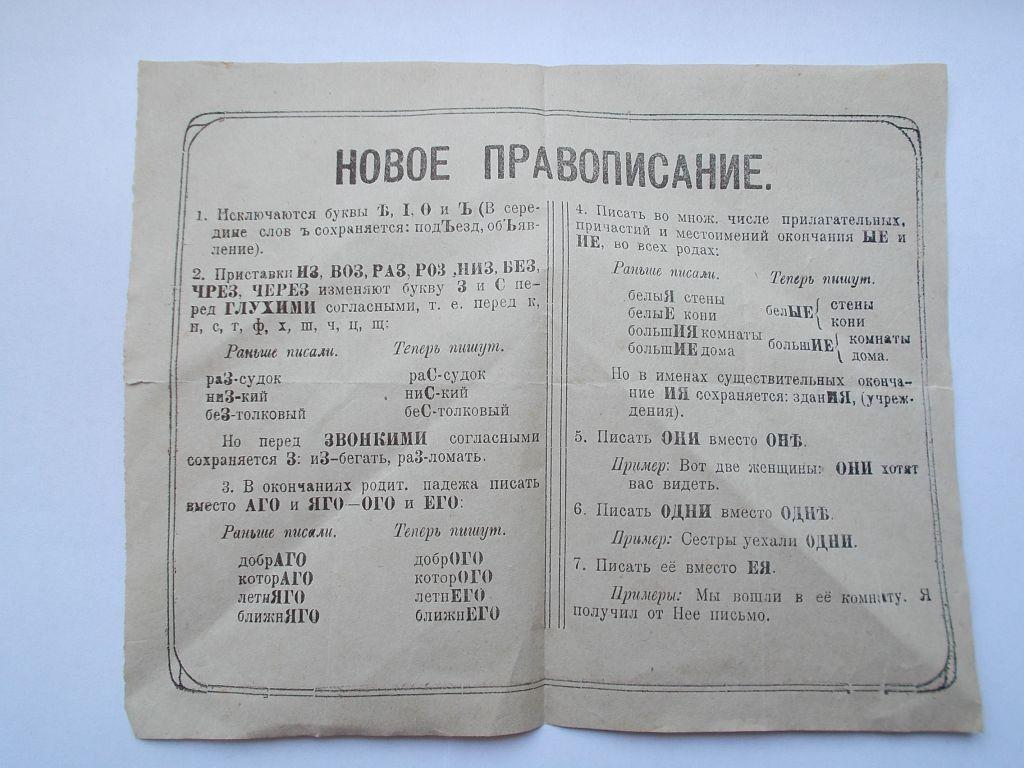 НОВОЕ ПРАВОПИСАНИЕ.
1. Исключаются буквы Ѣ, I, Ѳ и Ъ (В сере-
дине слов ъ сохраняется: подЪезд, обЪяв-
ление).
2. Приставки ИЗ, ВОЗ, РАЗ, РОЗ ,НИЗ, БЕЗ,
ЧРЕЗ, ЧЕРЕЗ изменяют букву З и С пе-
ред ГЛУХИМИ согласными, т. е. перед к,
п, с, т, ф, х, ш, ч, ц, щ:
Раньше писали. Теперь пишут.
раЗ-судок раС-судок
ниЗ-кий ниС-кий
беЗ-толковый беС-толковый
Но перед ЗВОНКИМИ согласными
сохраняется З: иЗ-бегать, раЗ-ломать.
3. В окончаниях родит. падежа писать
вместо АГО и ЯГО—ОГО и ЕГО:
Раньше писали. Теперь пишут.
добрАГО добрОГО
которАГО которОГО
летнЯГО летнЕГО
ближнЯГО ближнЕГО
4. Писать во множ. числе прилагательных,
причастий и местоимений окончания ЫЕ и
ИЕ, во всех родах:
Раньше писали. Теперь пишут.
белыЯ стены белЫЕ { стены
белыЕ кони кони
большИЯ комнаты большИЕ { комнаты
большИЕ дома дома.
Но в именах существительных оконча-
ние ИЯ сохраняется: зданИЯ, (учреж-
дения).
5. Писать ОНИ вместо ОНѢ.
Пример: Вот две женщины: ОНИ хотят
вас видеть.
6. Писать ОДНИ вместо ОДНѢ.
Пример: Сестры уехали ОДНИ.
7. Писать её вместо ЕЯ.
Примеры: Мы вошли в её комнату. Я
получил от Нее письмо.